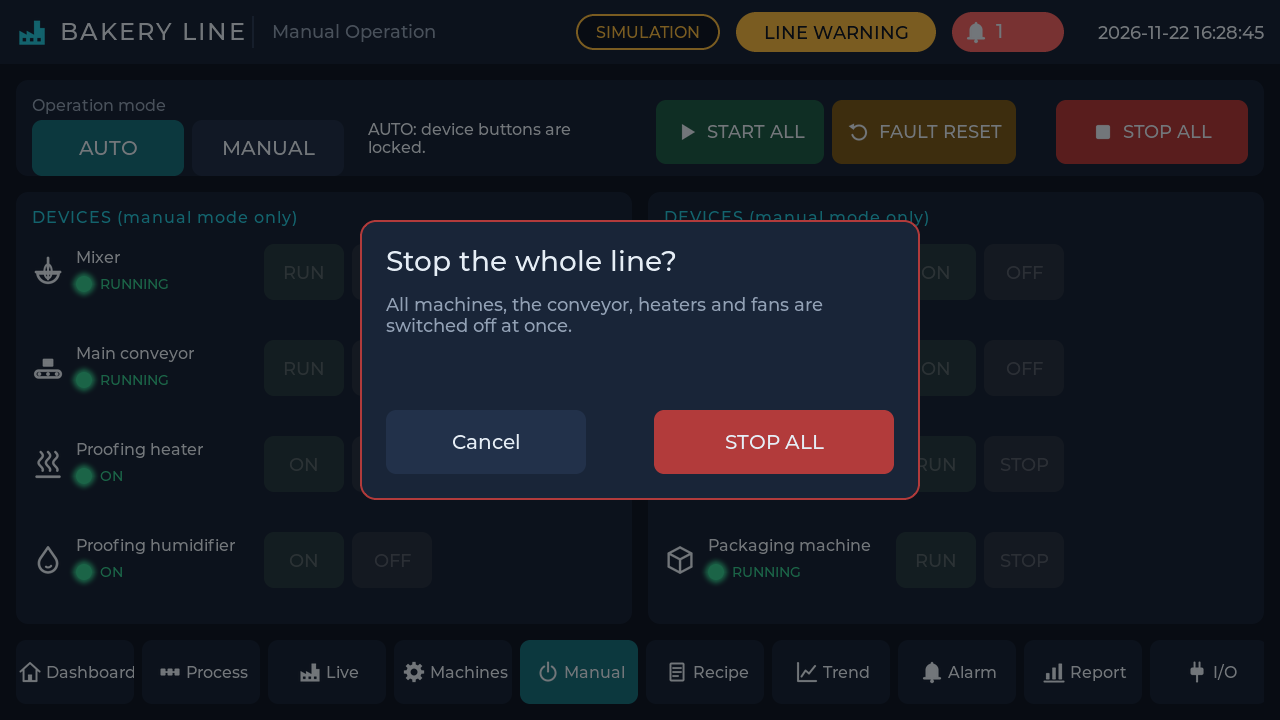 BAKERY LINE
Manual Operation
SIMULATION
LINE WARNING
1
2026-11-22 16:28:45
Operation mode
AUTO
MANUAL
AUTO: device buttons are
locked.
START ALL
FAULT RESET
STOP ALL
DEVICES (manual mode only)
DEVICES (manual mode only)
Mixer
RUNNING
RUN
ON
OFF
Stop the whole line?
All machines, the conveyor, heaters and fans are
switched off at once.
Main conveyor
RUNNING
RUN
ON
OFF
Cancel
STOP ALL
Proofing heater
ON
ON
RUN
STOP
Proofing humidifier
ON
ON
OFF
Packaging machine
RUNNING
RUN
STOP
Dashboard
Process
Live
Machines
Manual
Recipe
Trend
Alarm
Report
I/O